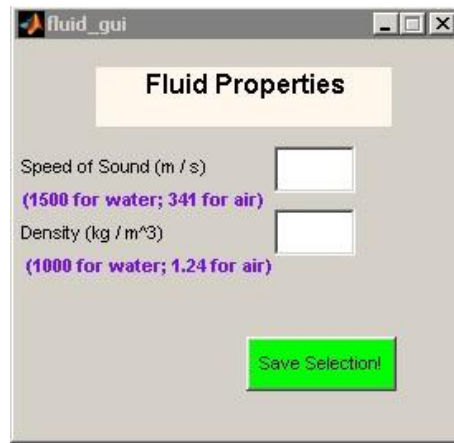 fluid_gui
Fluid Properties
Speed of Sound (m / s)
(1500 for water; 341 for air)
Density (kg / m^3)
(1000 for water; 1.24 for air)
Save Selection!